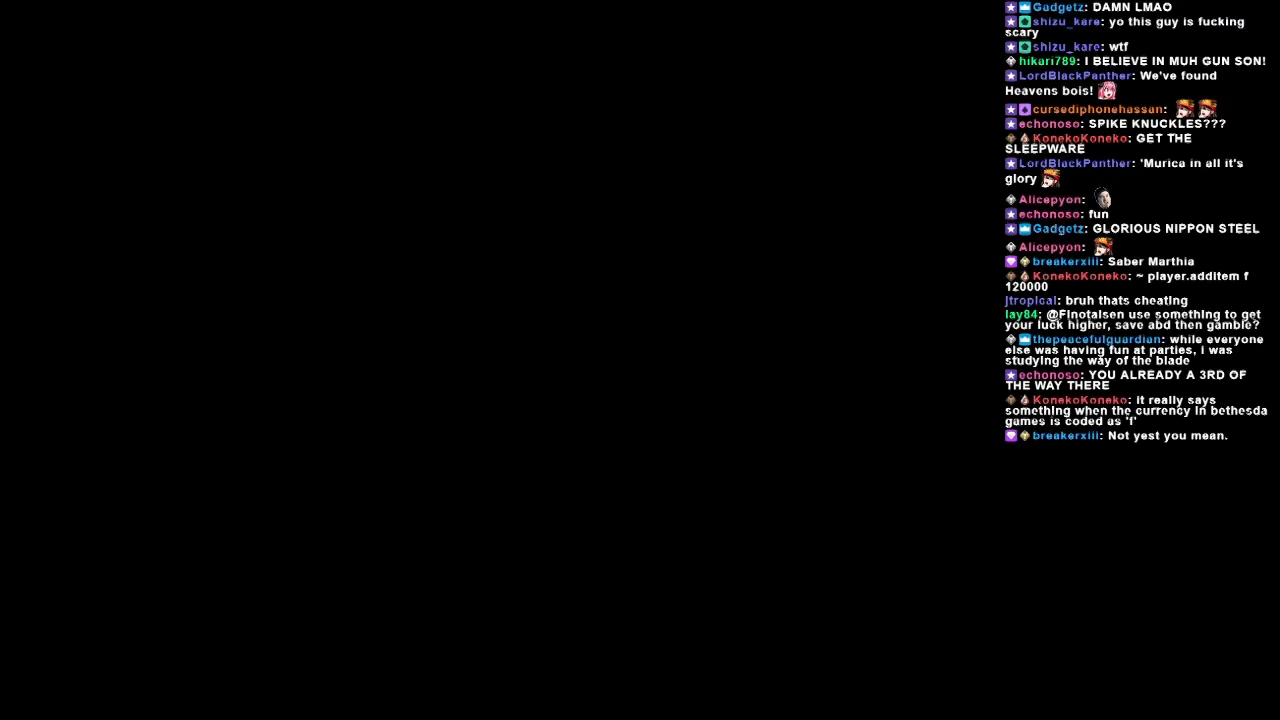 Gadgetz: DAMN LMAO
shizu_kare: yo this guy is fucking
scary
shizu_kare: wtf
hikari789: I BELIEVE IN MUH GUN SON!
LordBlackPanther: We've found
Heavens bois!
cursediphonehassan:
echonoso: SPIKE KNUCKLES???
KonekoKoneko: GET THE
SLEEPWARE
LordBlackPanther: 'Murica in all it's
glory
Alicepyon:
echonoso: fun
Gadgetz: GLORIOUS NIPPON STEEL
Alicepyon:
breakerxiii: Saber Marthia
KonekoKoneko: ~ player.additem f
120000
jtropical: bruh thats cheating
lay84: @Finotaisen use something to get
your luck higher, save abd then gamble?
thepeacefulguardian: while everyone
else was having fun at parties, i was
studying the way of the blade
echonoso: YOU ALREADY A 3RD OF
THE WAY THERE
KonekoKoneko: it really says
something when the currency in bethesda
games is coded as 'f'
breakerxiii: Not yest you mean.